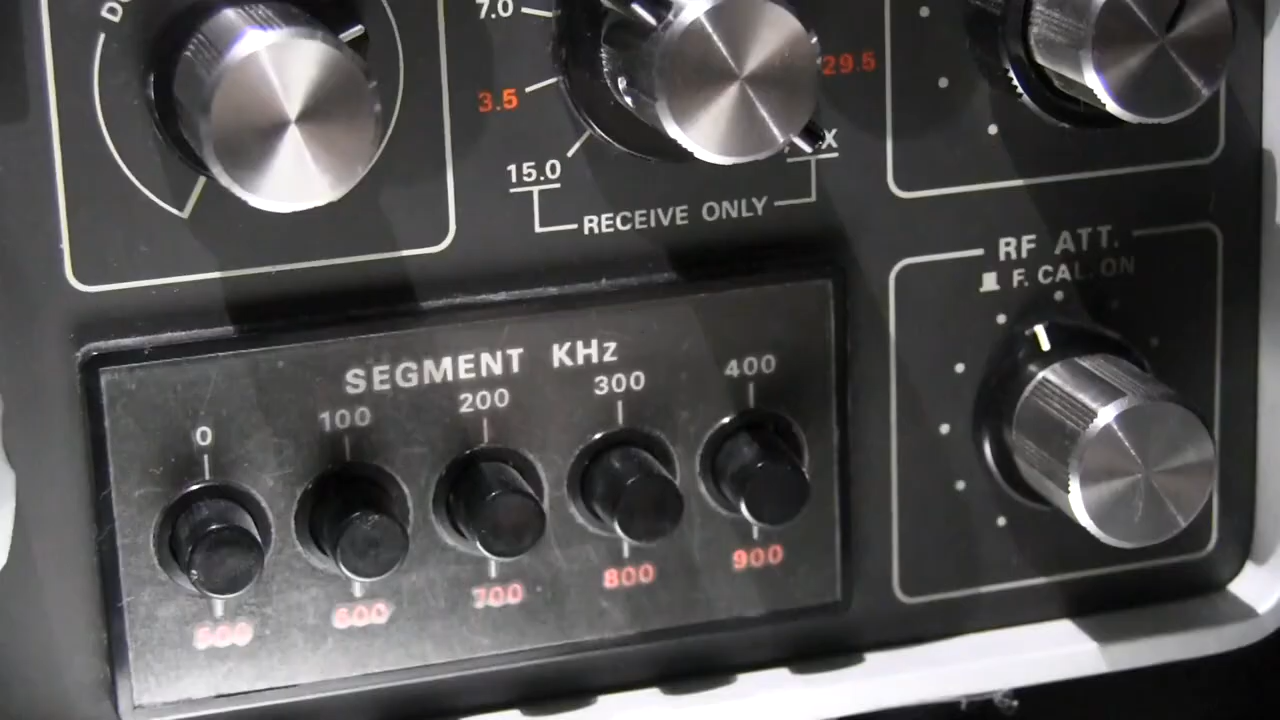 7.0
3.5
29.5
15.0
RECEIVE ONLY
RF ATT.
F. CAL. ON
SEGMENT KHz
0 100 200 300 400
500 600 700 800 900